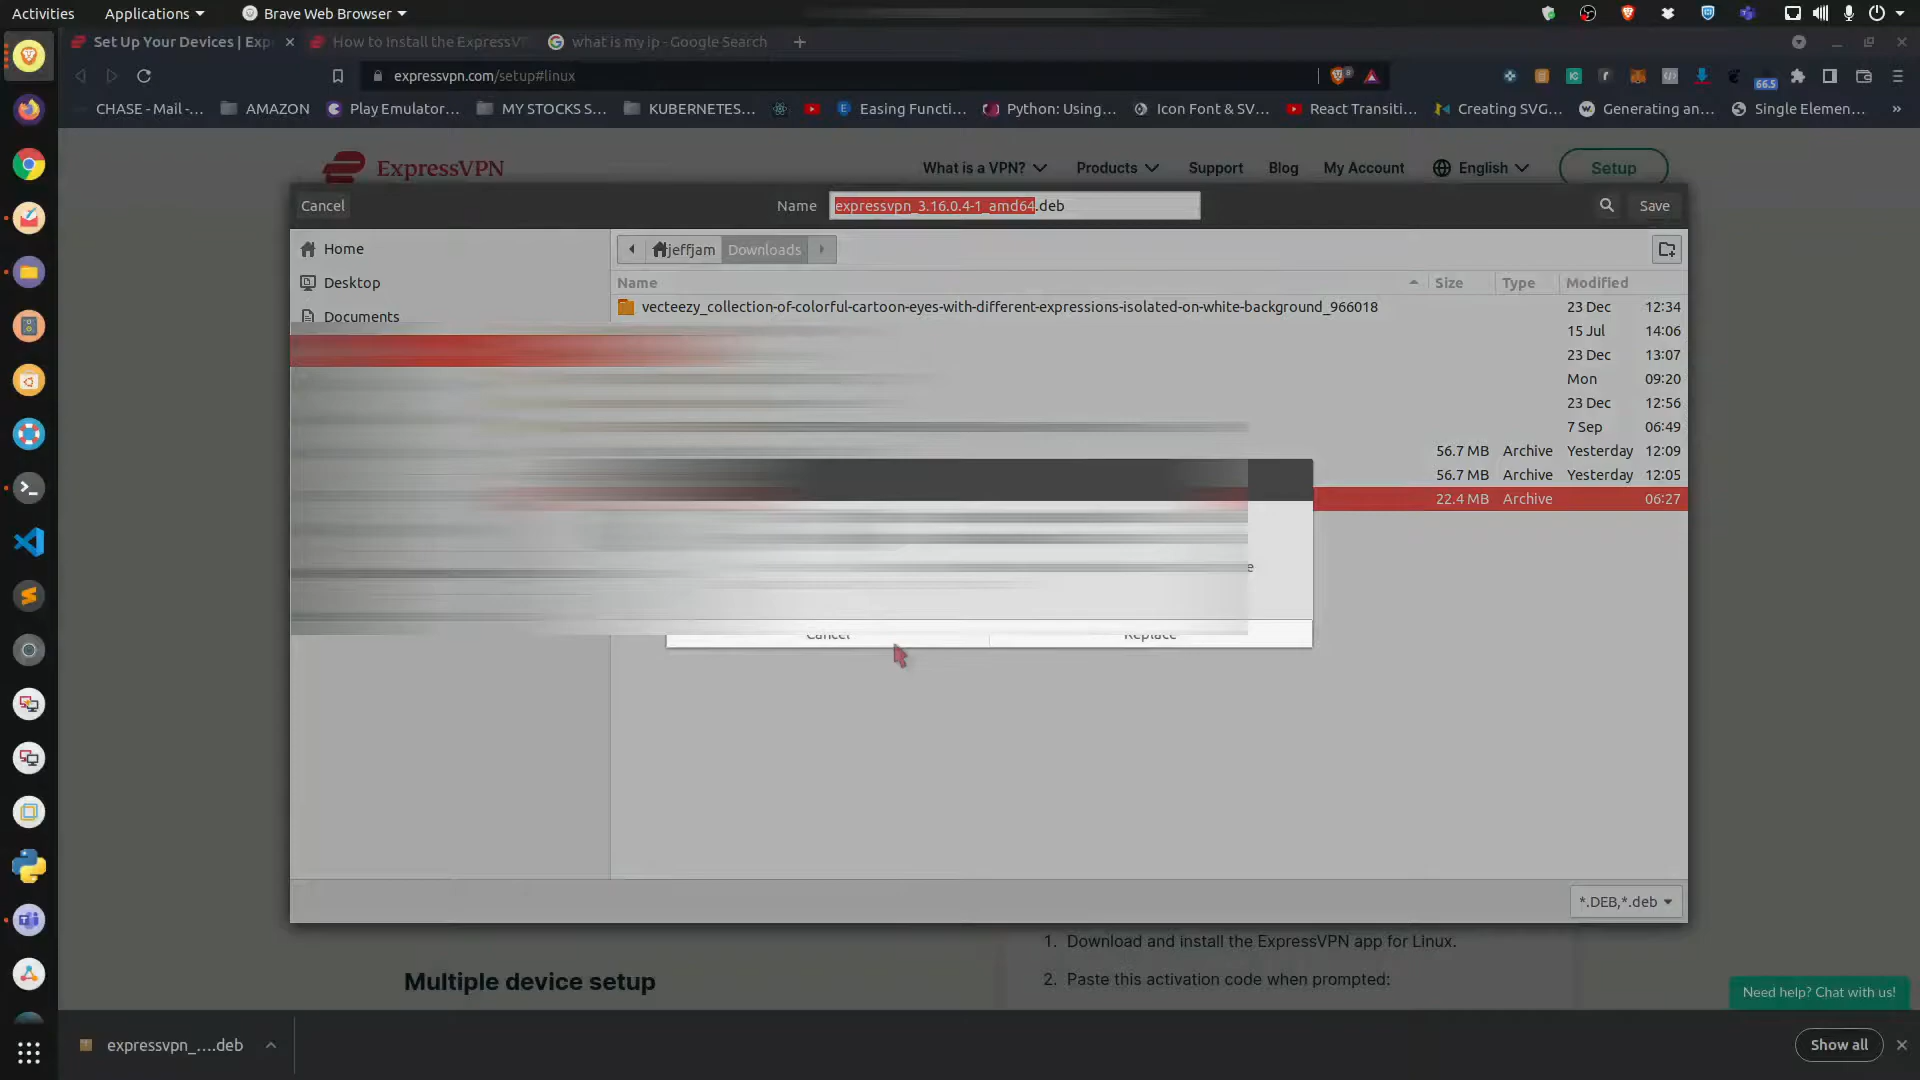 Activities Applications Brave Web Browser
Set Up Your Devices | Exp How to Install the ExpressV what is my ip - Google Search
expressvpn.com/setup#linux
8
66.5
CHASE - Mail -... AMAZON Play Emulator... MY STOCKS S... KUBERNETES... Easing Functi... Python: Using... Icon Font & SV... React Transiti... Creating SVG... Generating an... Single Elemen... »
ExpressVPN What is a VPN? Products Support Blog My Account English Setup
Cancel Name expressvpn_3.16.0.4-1_amd64.deb Save
Home jeffjam Downloads
Desktop Name Size Type Modified
vecteezy_collection-of-colorful-cartoon-eyes-with-different-expressions-isolated-on-white-background_966018 23 Dec 12:34
Documents
15 Jul 14:06
23 Dec 13:07
Mon 09:20
23 Dec 12:56
7 Sep 06:49
56.7 MB Archive Yesterday 12:09
56.7 MB Archive Yesterday 12:05
22.4 MB Archive 06:27
Cancel Replace
*.DEB,*.deb
1. Download and install the ExpressVPN app for Linux.
Multiple device setup
2. Paste this activation code when prompted:
Need help? Chat with us!
expressvpn_....deb
Show all